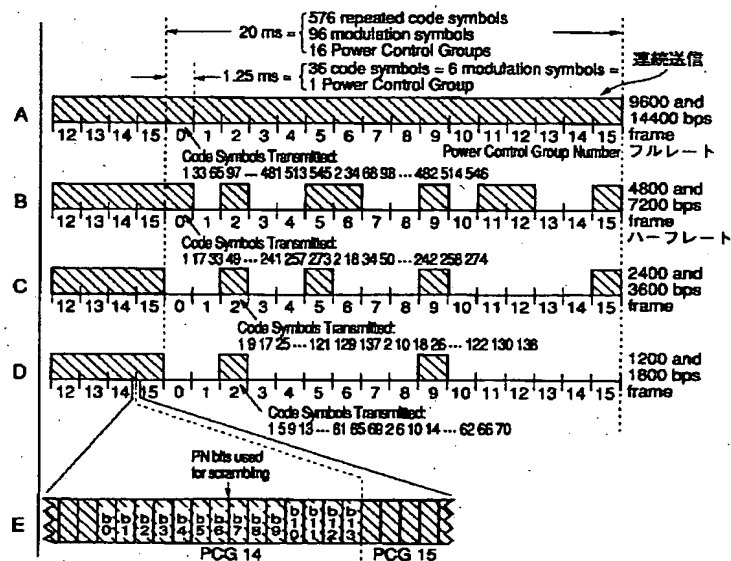 20 ms = { 576 repeated code symbols
96 modulation symbols
16 Power Control Groups
1.25 ms = { 36 code symbols = 6 modulation symbols =
1 Power Control Group
連続送信
A
9600 and
14400 bps
frame
フルレート
12 13 14 15 0 1 2 3 4 5 6 7 8 9 10 11 12 13 14 15
Power Control Group Number
Code Symbols Transmitted:
1 33 65 97 ··· 481 513 545 2 34 66 98 ··· 482 514 546
B
4800 and
7200 bps
frame
ハーフレート
12 13 14 15 0 1 2 3 4 5 6 7 8 9 10 11 12 13 14 15
Code Symbols Transmitted:
1 17 33 49 ··· 241 257 273 2 18 34 50 ··· 242 258 274
C
2400 and
3600 bps
frame
12 13 14 15 0 1 2 3 4 5 6 7 8 9 10 11 12 13 14 15
Code Symbols Transmitted:
1 9 17 25 ··· 121 129 137 2 10 18 26 ··· 122 130 138
D
1200 and
1800 bps
frame
12 13 14 15 0 1 2 3 4 5 6 7 8 9 10 11 12 13 14 15
Code Symbols Transmitted:
1 5 9 13 ··· 61 65 69 2 6 10 14 ··· 62 66 70
PN bits used
for scrambling
E
b0 b1 b2 b3 b4 b5 b6 b7 b8 b9 b10 b11 b12 b13
PCG 14 PCG 15